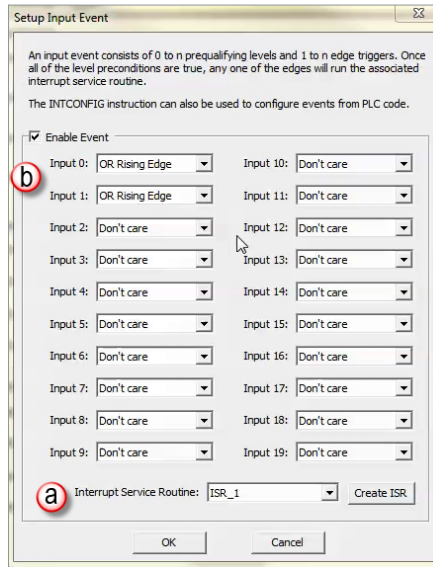 Setup Input Event
An input event consists of 0 to n prequalifying levels and 1 to n edge triggers. Once
all of the level preconditions are true, any one of the edges will run the associated
interrupt service routine.
The INTCONFIG instruction can also be used to configure events from PLC code.
Enable Event
b
Input 0: OR Rising Edge Input 10: Don't care
Input 1: OR Rising Edge Input 11: Don't care
Input 2: Don't care Input 12: Don't care
Input 3: Don't care Input 13: Don't care
Input 4: Don't care Input 14: Don't care
Input 5: Don't care Input 15: Don't care
Input 6: Don't care Input 16: Don't care
Input 7: Don't care Input 17: Don't care
Input 8: Don't care Input 18: Don't care
Input 9: Don't care Input 19: Don't care
a Interrupt Service Routine: ISR_1 Create ISR
OK Cancel